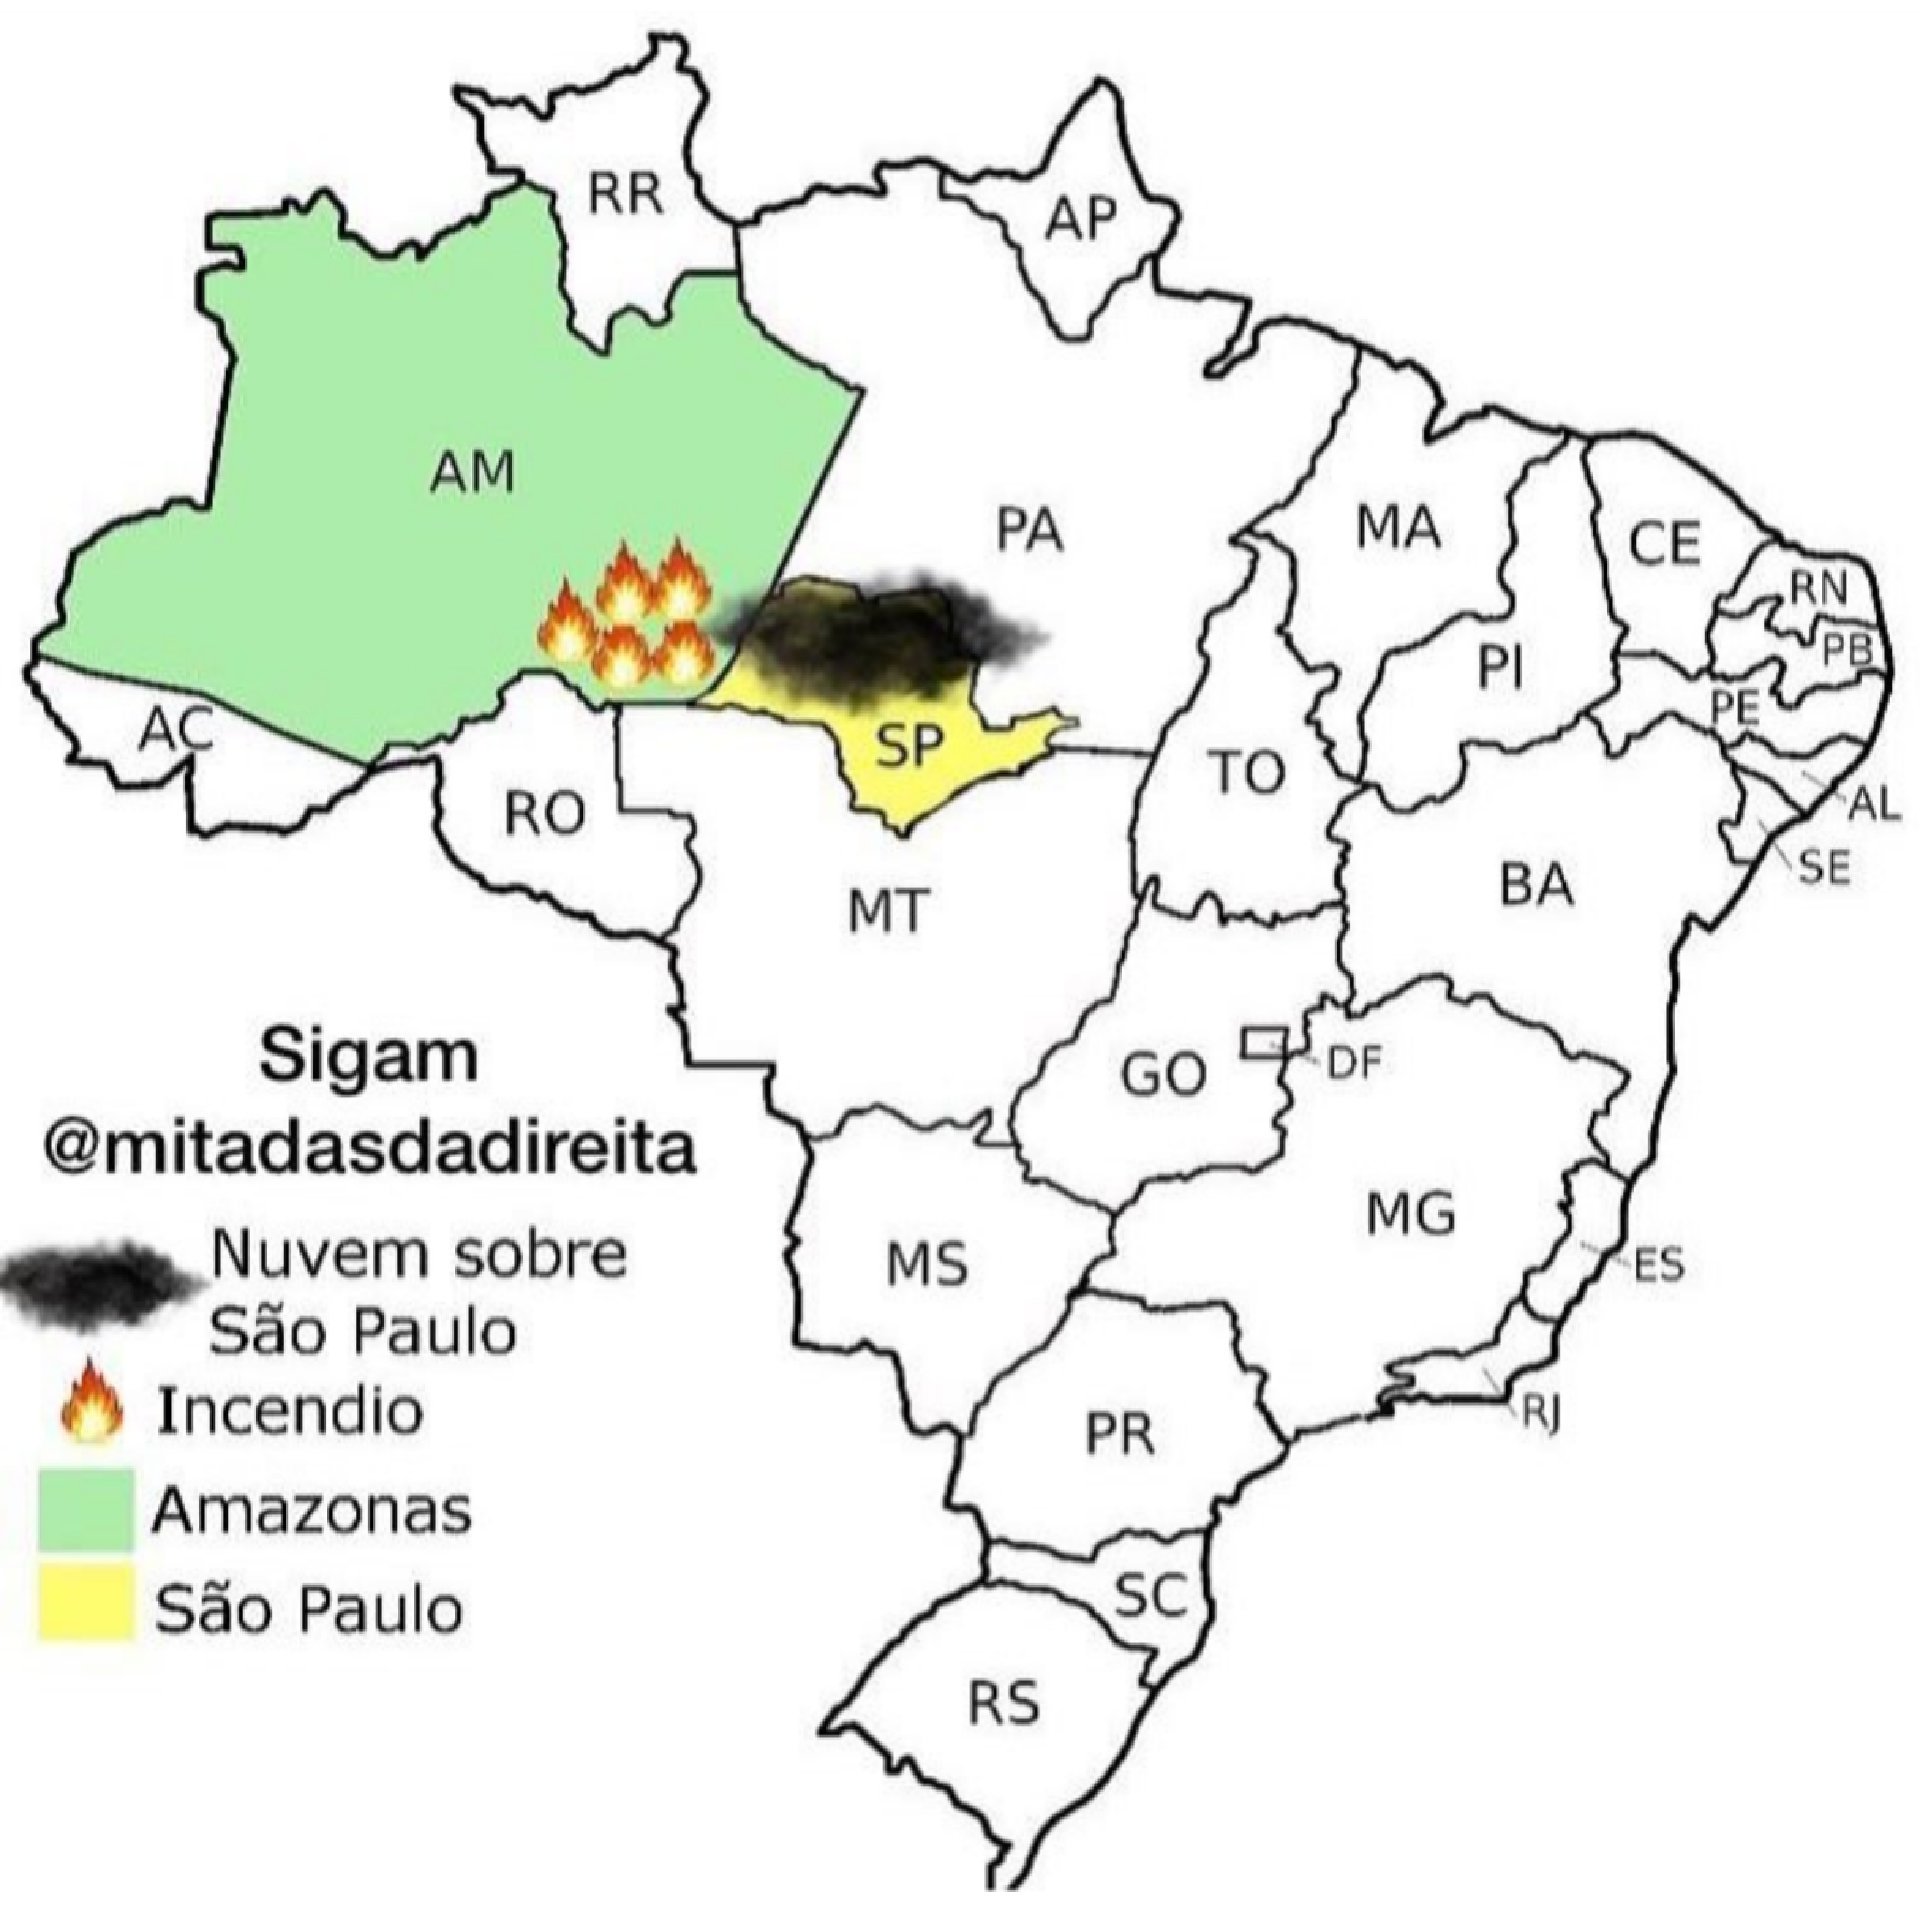 RR
AP
AM
PA
MA
CE
RN
PB
PI
PE
AC
SP
TO
AL
RO
SE
BA
MT
DF
GO
Sigam
@mitadasdadireita
MG
Nuvem sobre
São Paulo
MS
ES
Incendio
RJ
PR
Amazonas
SC
São Paulo
RS